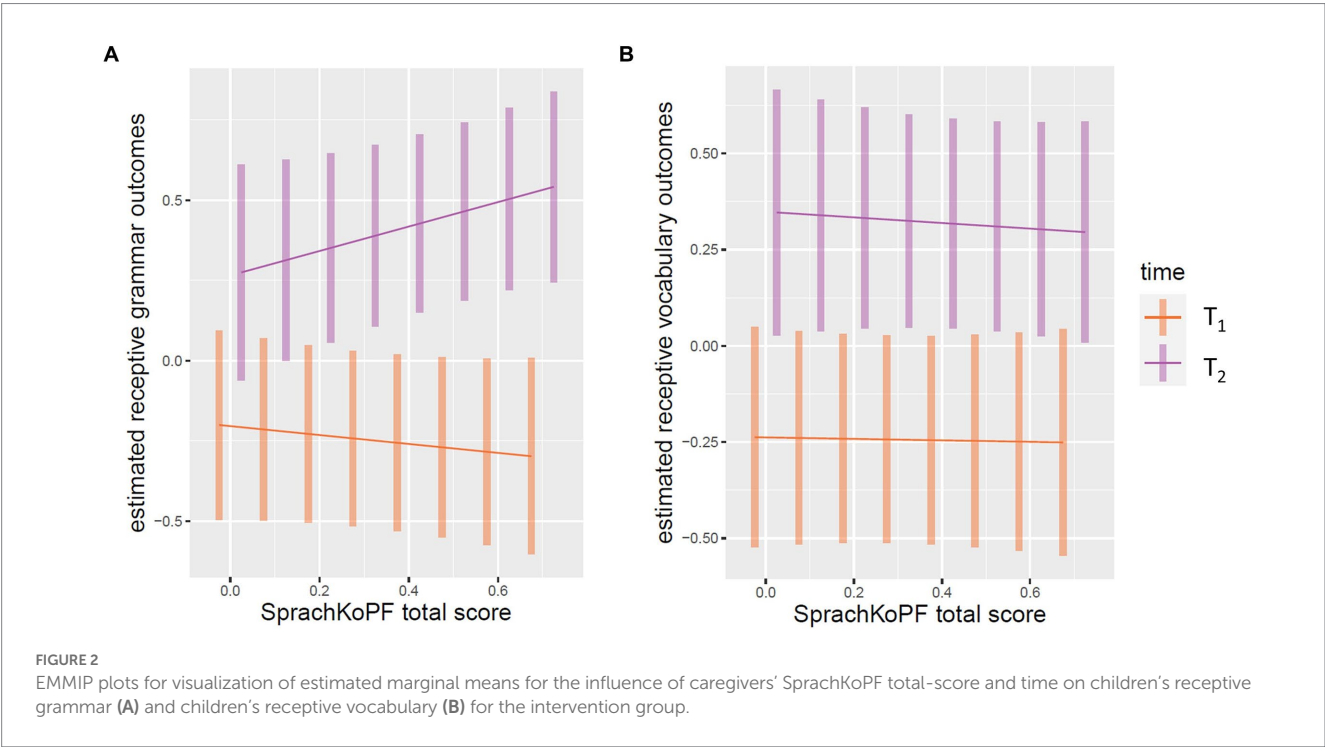 A
estimated receptive grammar outcomes
0.5
0.0
−0.5
0.0 0.2 0.4 0.6
SprachKoPF total score
B
estimated receptive vocabulary outcomes
0.50
0.25
0.00
−0.25
−0.50
0.0 0.2 0.4 0.6
SprachKoPF total score
time
T1
T2
FIGURE 2
EMMIP plots for visualization of estimated marginal means for the influence of caregivers’ SprachKoPF total-score and time on children’s receptive
grammar (A) and children’s receptive vocabulary (B) for the intervention group.